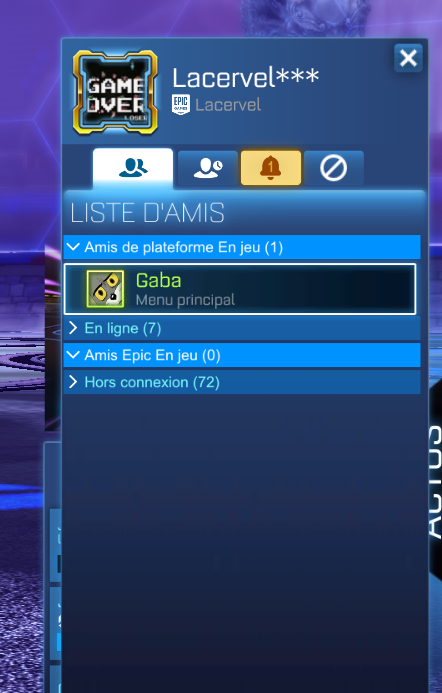 GAME
OVER
LOSER
Lacervel***
EPIC
GAMES
Lacervel
1
LISTE D'AMIS
Amis de plateforme En jeu (1)
Gaba
Menu principal
En ligne (7)
Amis Epic En jeu (0)
Hors connexion (72)
ACTUS